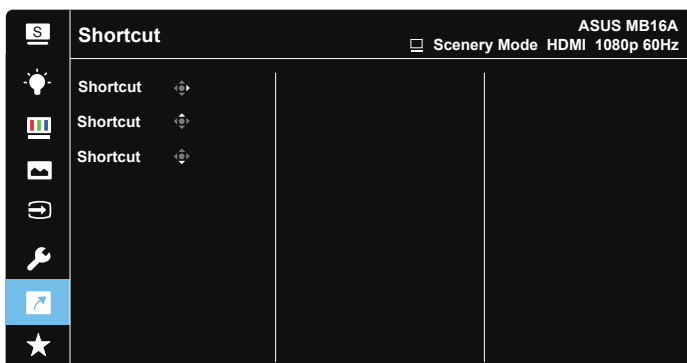 S
Shortcut
ASUS MB16A
Scenery Mode HDMI 1080p 60Hz
Shortcut
Shortcut
Shortcut